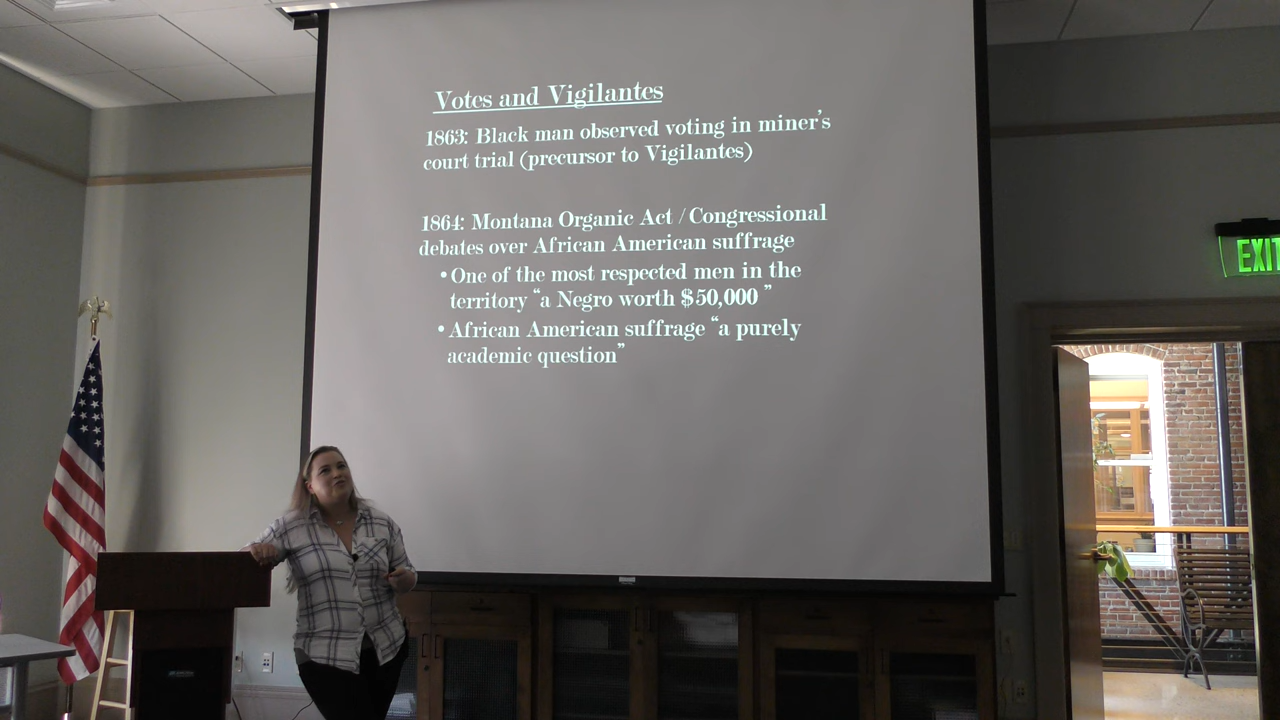 Votes and Vigilantes
1863: Black man observed voting in miner's
court trial (precursor to Vigilantes)
1864: Montana Organic Act / Congressional
debates over African American suffrage
• One of the most respected men in the
territory “a Negro worth $50,000 ”
• African American suffrage “a purely
academic question”
EXIT